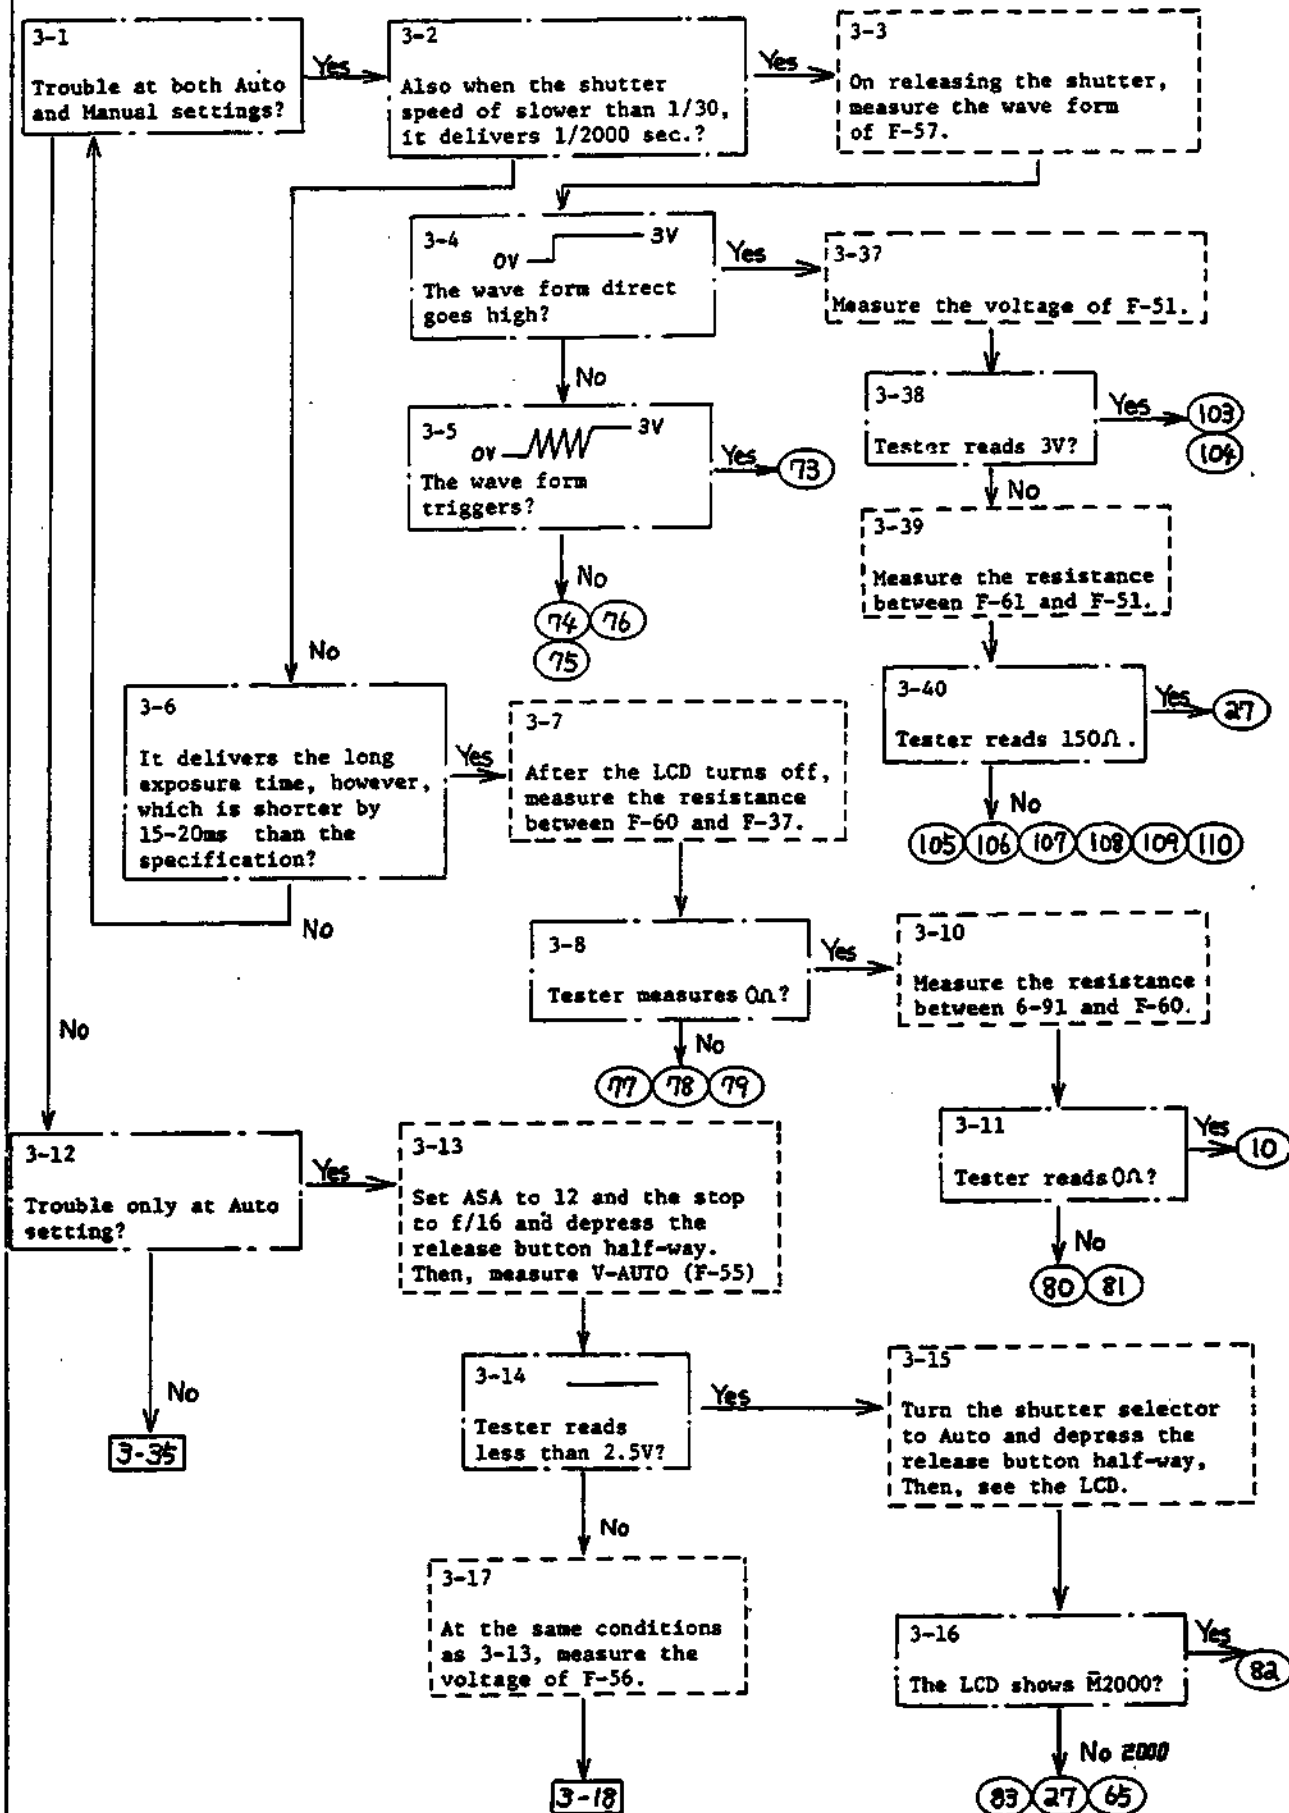 3-1
Trouble at both Auto
and Manual settings?
Yes
3-2
Also when the shutter
speed of slower than 1/30,
it delivers 1/2000 sec.?
Yes
3-3
On releasing the shutter,
measure the wave form
of F-57.
3-4
0V
3V
The wave form direct
goes high?
Yes
3-37
Measure the voltage of F-51.
No
3-38
Tester reads 3V?
Yes
103
104
3-5
0V
3V
The wave form
triggers?
Yes
73
No
3-39
Measure the resistance
between F-61 and F-51.
No
74
76
75
3-40
Tester reads 150Ω.
Yes
27
No
105
106
107
108
109
110
No
3-6
It delivers the long
exposure time, however,
which is shorter by
15-20ms than the
specification?
Yes
3-7
After the LCD turns off,
measure the resistance
between F-60 and F-37.
No
3-8
Tester measures 0Ω?
Yes
3-10
Measure the resistance
between 6-91 and F-60.
No
77
78
79
3-11
Tester reads 0Ω?
Yes
10
No
80
81
No
3-12
Trouble only at Auto
setting?
Yes
3-13
Set ASA to 12 and the stop
to f/16 and depress the
release button half-way.
Then, measure V-AUTO (F-55)
No
3-35
3-14
Tester reads
less than 2.5V?
Yes
3-15
Turn the shutter selector
to Auto and depress the
release button half-way,
Then, see the LCD.
No
3-17
At the same conditions
as 3-13, measure the
voltage of F-56.
3-18
3-16
The LCD shows M̄2000?
Yes
82
No 2000
83
27
65